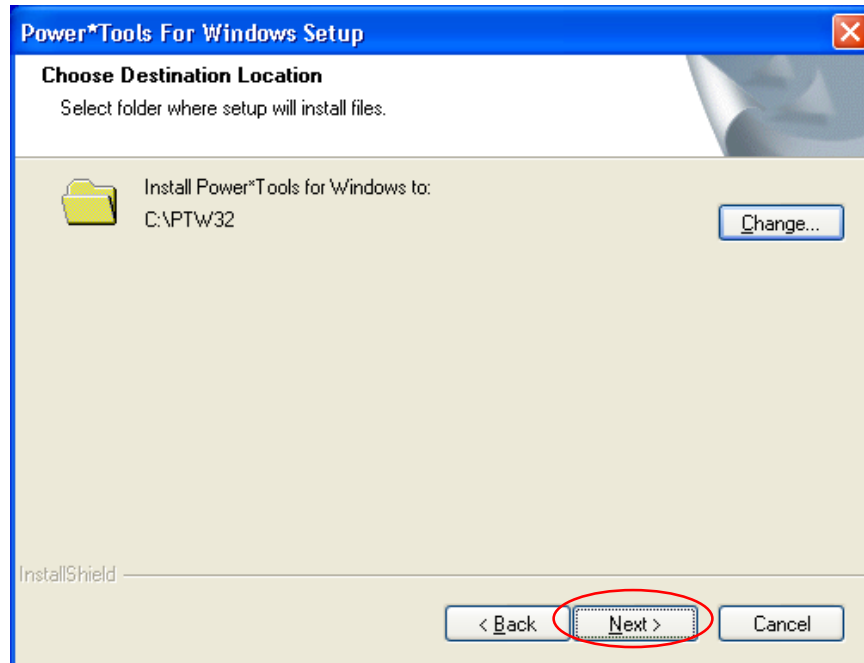 Power*Tools For Windows Setup
Choose Destination Location
Select folder where setup will install files.
Install Power*Tools for Windows to:
C:\PTW32
Change...
InstallShield
< Back
Next >
Cancel